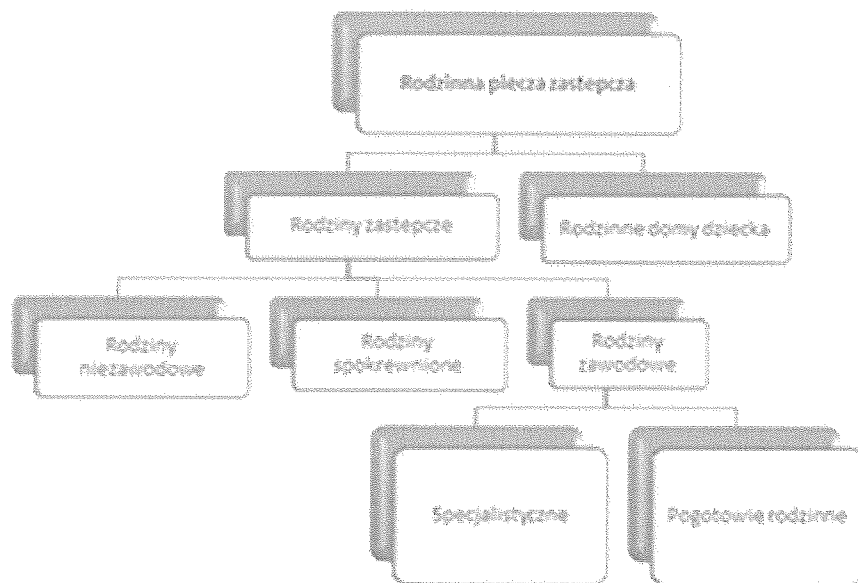 Rodzinna piecza zastępcza
Rodziny zastępcze
Rodzinne domy dziecka
Rodziny
niezawodowe
Rodziny
spokrewnione
Rodziny
zawodowe
Specjalistyczne
Pogotowie rodzinne